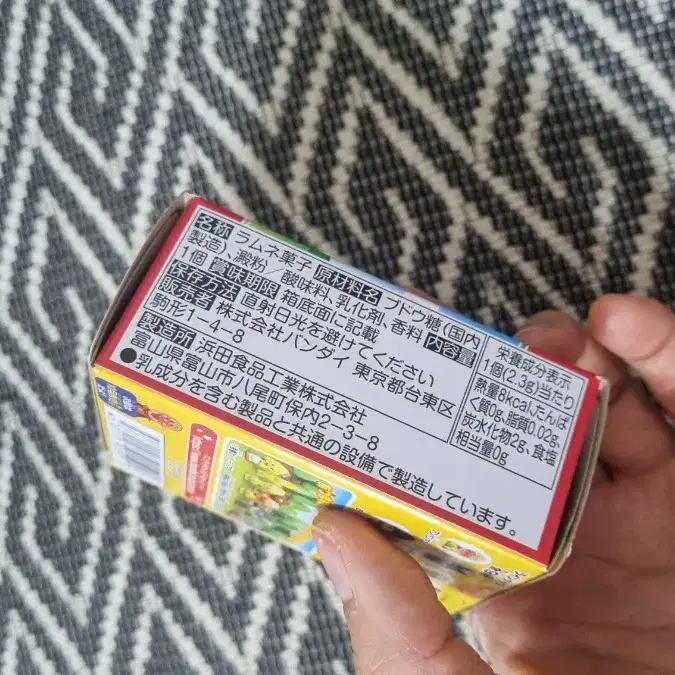 名称 ラムネ菓子 原材料名 ブドウ糖(国内
製造)、澱粉/酸味料、乳化剤、香料 内容量
1個 賞味期限 箱底面に記載
保存方法 直射日光を避けてください
販売者 株式会社バンダイ 東京都台東区
駒形1-4-8
製造所 浜田食品工業株式会社
富山県富山市八尾町保内2-3-8
●乳成分を含む製品と共通の設備で製造しています。
栄養成分表示
1個(2.3g)当たり
熱量8kcal、たんぱ
く質0g、脂質0.02g、
炭水化物2g、食塩
相当量0g